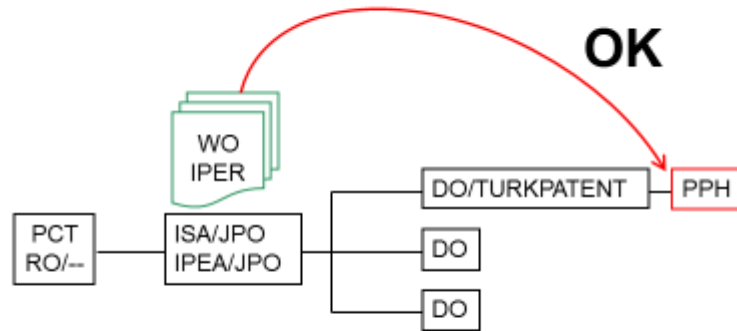 OK
WO
IPER
DO/TURKPATENT
PPH
PCT
RO/--
ISA/JPO
IPEA/JPO
DO
DO